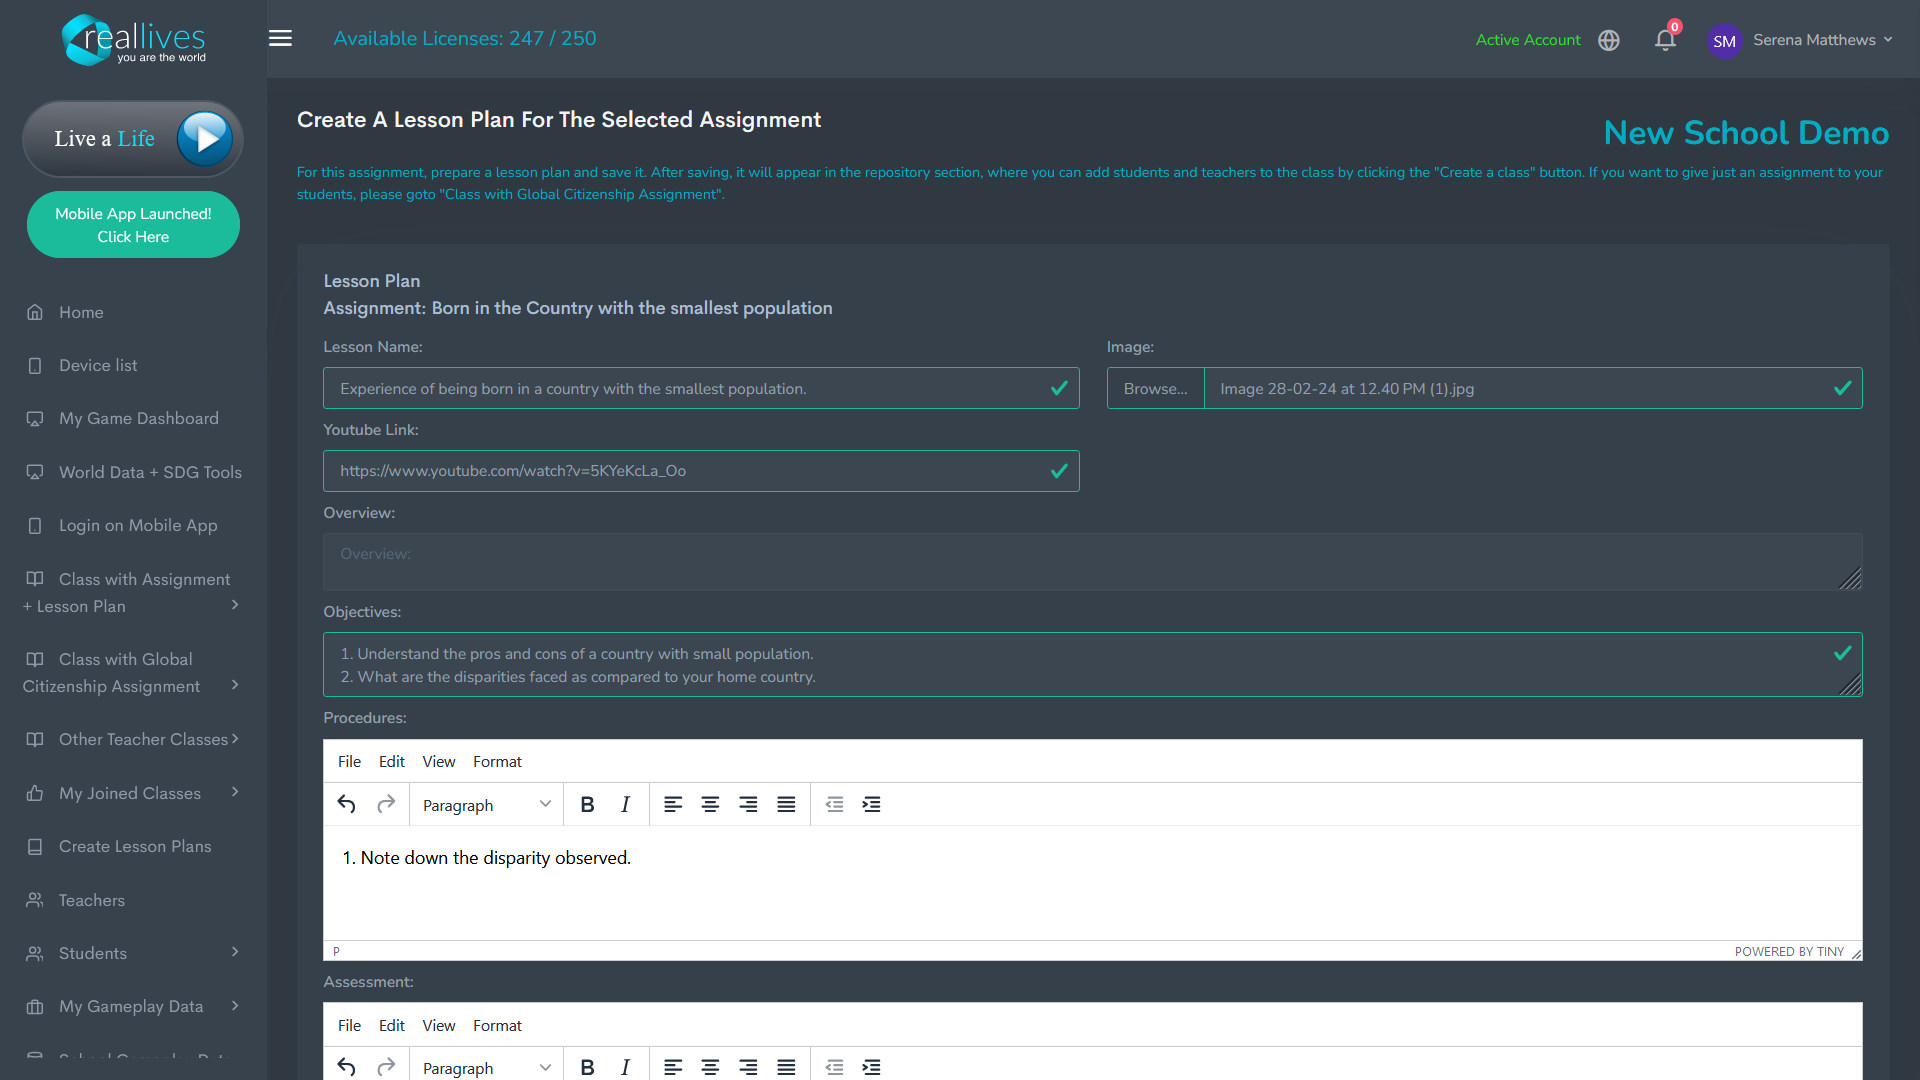 reallives
you are the world
Available Licenses: 247 / 250
Active Account
0
SM
Serena Matthews
Live a Life
Mobile App Launched!
Click Here
Home
Device list
My Game Dashboard
World Data + SDG Tools
Login on Mobile App
Class with Assignment
+ Lesson Plan
Class with Global
Citizenship Assignment
Other Teacher Classes
My Joined Classes
Create Lesson Plans
Teachers
Students
My Gameplay Data
Create A Lesson Plan For The Selected Assignment
New School Demo
For this assignment, prepare a lesson plan and save it. After saving, it will appear in the repository section, where you can add students and teachers to the class by clicking the "Create a class" button. If you want to give just an assignment to your
students, please goto "Class with Global Citizenship Assignment".
Lesson Plan
Assignment: Born in the Country with the smallest population
Lesson Name:
Experience of being born in a country with the smallest population.
Image:
Browse... Image 28-02-24 at 12.40 PM (1).jpg
Youtube Link:
https://www.youtube.com/watch?v=5KYeKcLa_Oo
Overview:
Overview:
Objectives:
1. Understand the pros and cons of a country with small population.
2. What are the disparities faced as compared to your home country.
Procedures:
File Edit View Format
Paragraph B I
1. Note down the disparity observed.
P
POWERED BY TINY
Assessment:
File Edit View Format
Paragraph B I